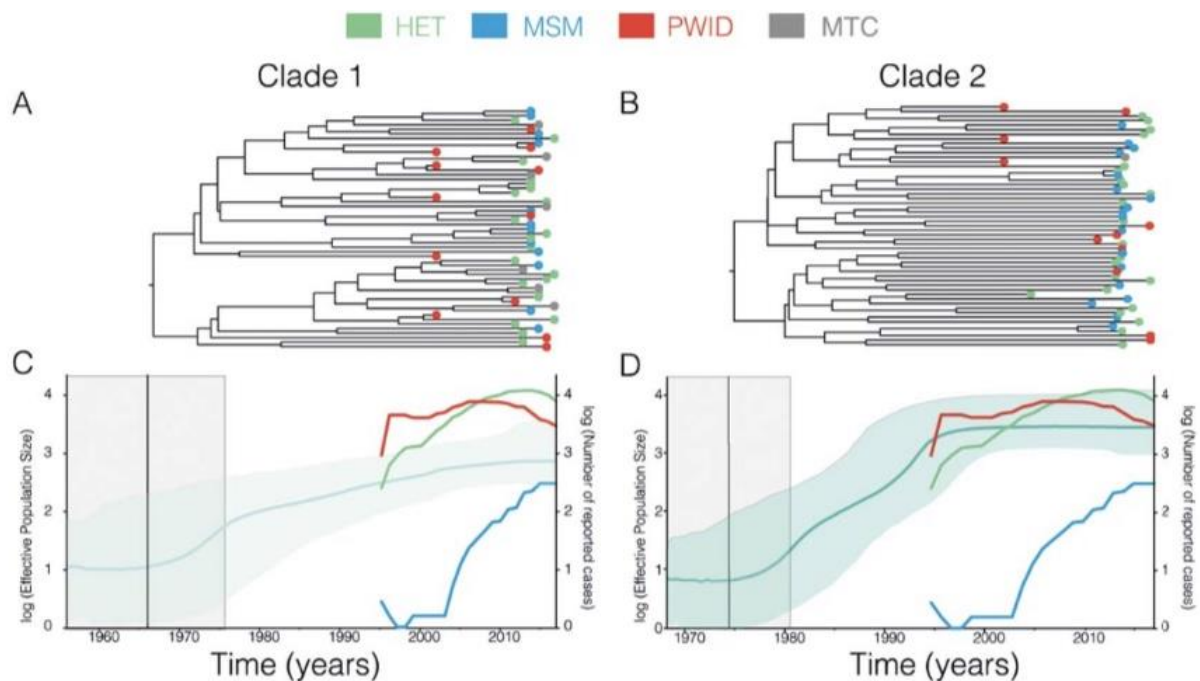 HET MSM PWID MTC
Clade 1 Clade 2
A B
C D
4 4 4 4
3 3 3 3
2 2 2 2
1 1 1 1
0 0 0 0
log (Effective Population Size)
log (Number of reported cases)
log (Effective Population Size)
log (Number of reported cases)
1960 1970 1980 1990 2000 2010
1970 1980 1990 2000 2010
Time (years) Time (years)